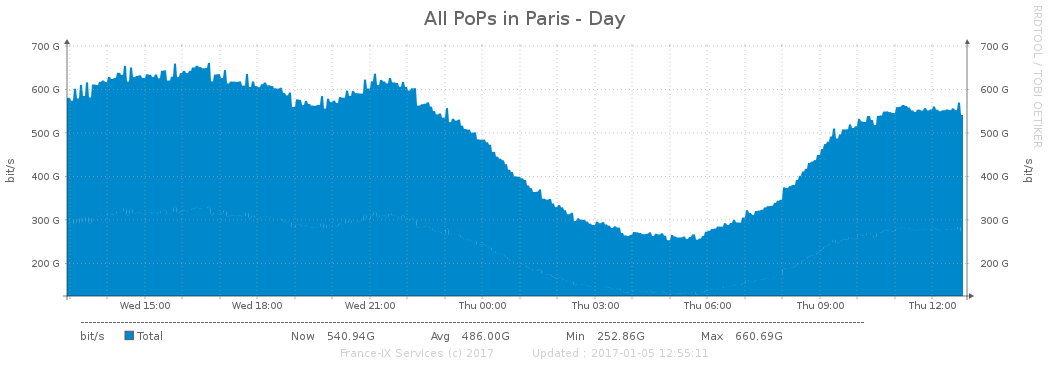 All PoPs in Paris - Day
RRDTOOL / TOBI OETIKER
700 G 700 G
600 G 600 G
500 G 500 G
400 G 400 G
300 G 300 G
200 G 200 G
bit/s
bit/s
Wed 15:00 Wed 18:00 Wed 21:00 Thu 00:00 Thu 03:00 Thu 06:00 Thu 09:00 Thu 12:00
bit/s Total Now 540.94G Avg 486.00G Min 252.86G Max 660.69G
France-IX Services (c) 2017 Updated : 2017-01-05 12:55:11